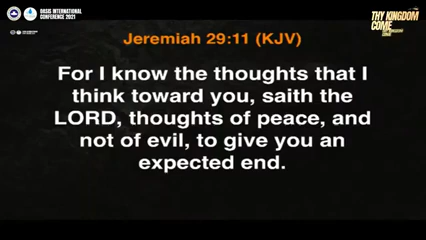 OASIS INTERNATIONAL
CONFERENCE 2021
THY KINGDOM
COME
Jeremiah 29:11 (KJV)
For I know the thoughts that I
think toward you, saith the
LORD, thoughts of peace, and
not of evil, to give you an
expected end.